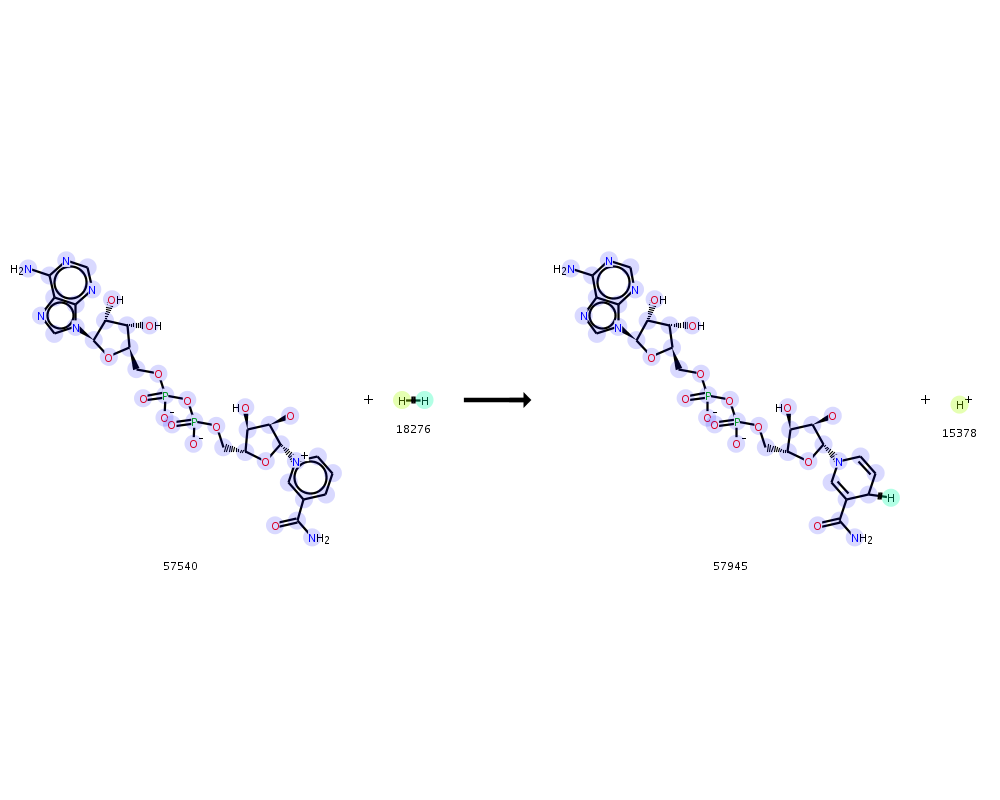 H2N N N N N OH OH O O O P O- O O P O O- O HO O O N+ O NH2
+ H H
18276
57540
H2N N N N N OH OH O O O P O- O O P O O- O HO O O N H O NH2
57945
+ H+
15378